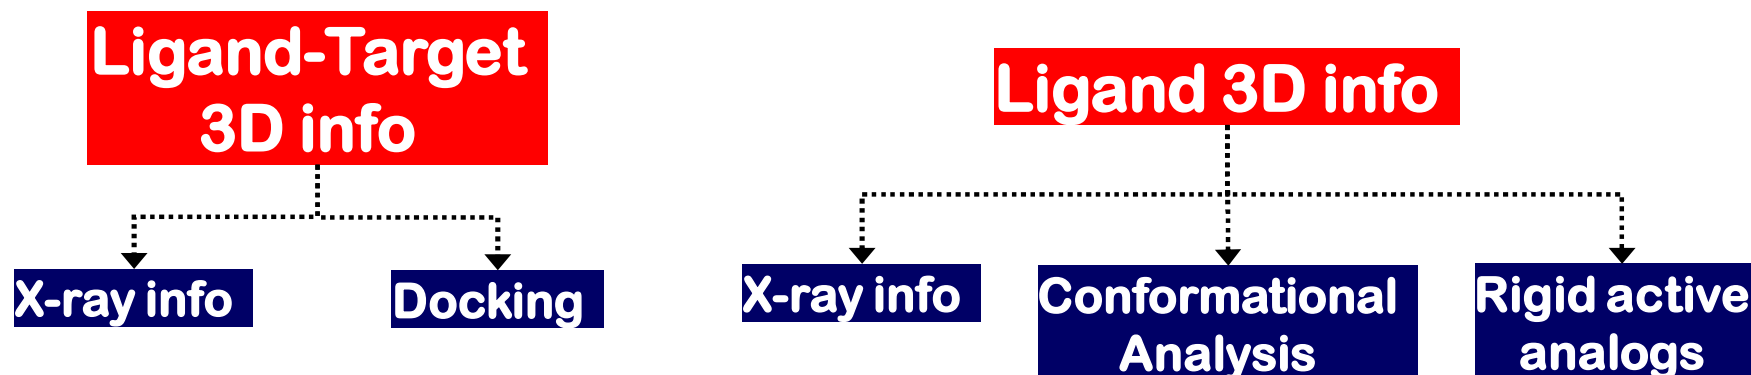 Ligand-Target
3D info
X-ray info
Docking
Ligand 3D info
X-ray info
Conformational
Analysis
Rigid active
analogs